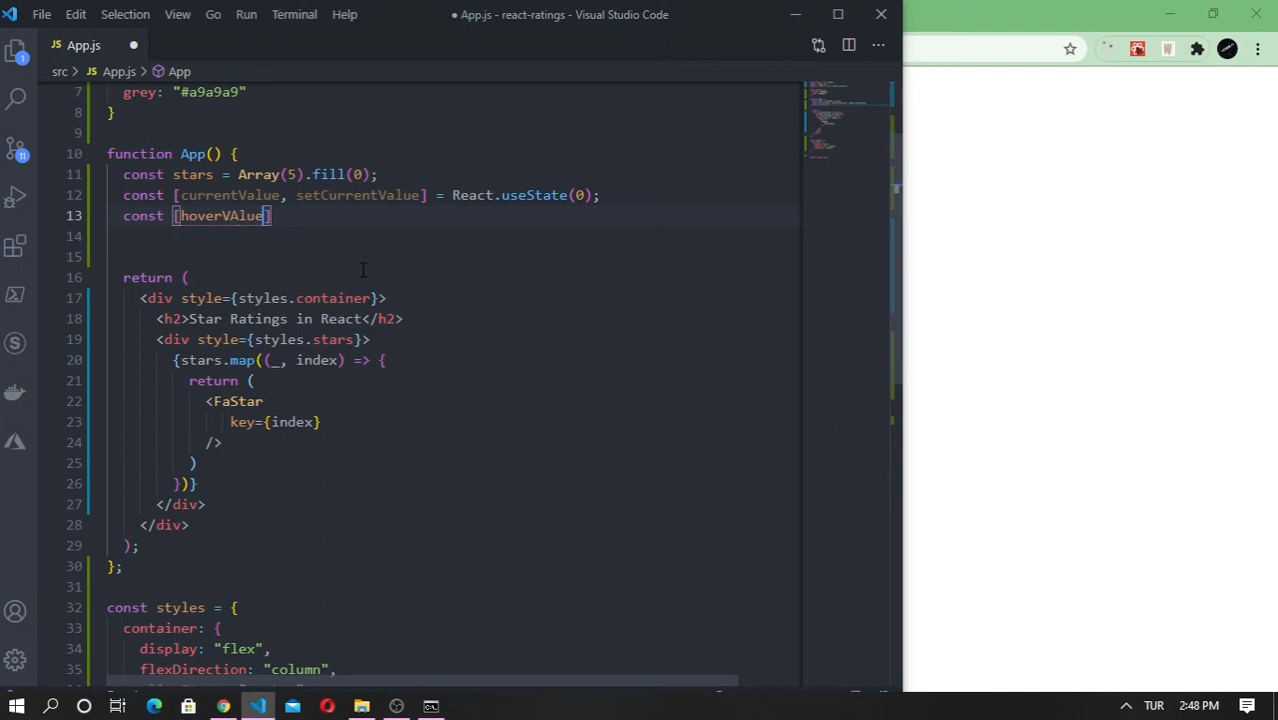 File Edit Selection View Go Run Terminal Help
● App.js - react-ratings - Visual Studio Code
JS App.js ●
src > JS App.js > App
7 grey: "#a9a9a9"
8 }
9
10 function App() {
11 const stars = Array(5).fill(0);
12 const [currentValue, setCurrentValue] = React.useState(0);
13 const [hoverVAlue]
14
15
16 return (
17 <div style={styles.container}>
18 <h2>Star Ratings in React</h2>
19 <div style={styles.stars}>
20 {stars.map((_, index) => {
21 return (
22 <FaStar
23 key={index}
24 />
25 )
26 })}
27 </div>
28 </div>
29 );
30 };
31
32 const styles = {
33 container: {
34 display: "flex",
35 flexDirection: "column",
1
11
TUR 2:48 PM